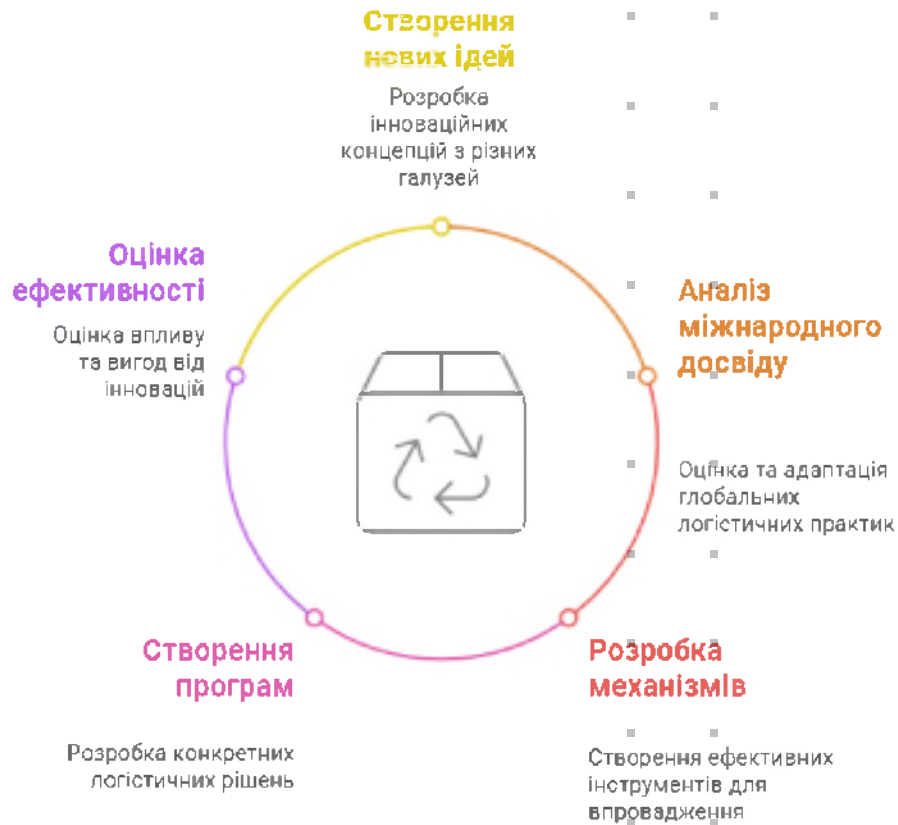 Створення
нових ідей
Розробка
інноваційних
концепцій з різних
галузей
Аналіз
міжнародного
досвіду
Оцінка та адаптація
глобальних
логістичних практик
Розробка
механізмів
Створення ефективних
інструментів для
впровадження
Створення
програм
Розробка конкретних
логістичних рішень
Оцінка
ефективності
Оцінка впливу
та вигод від
інновацій